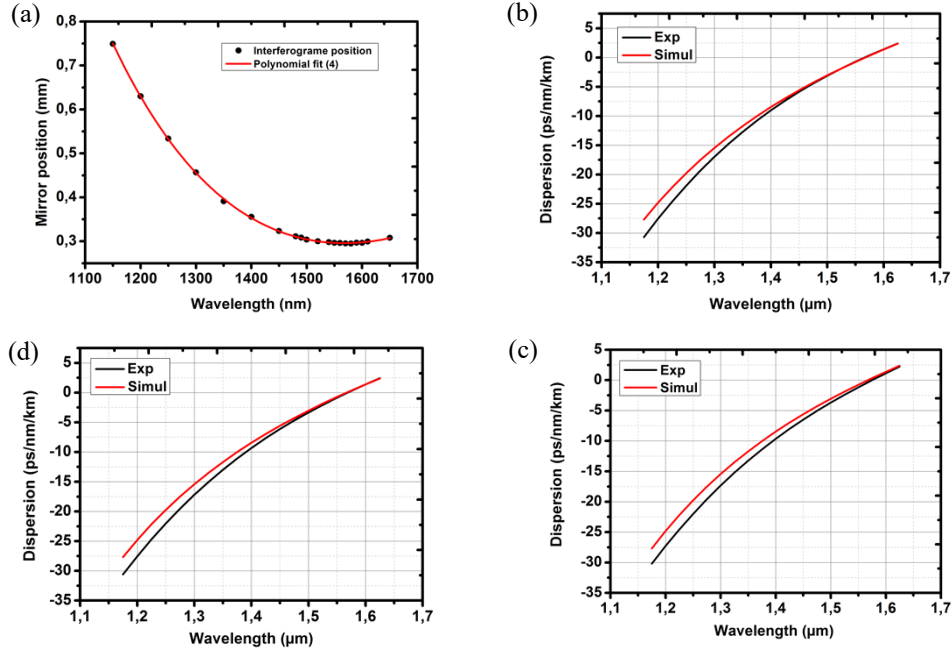 (a)
0,8
0,7
0,6
0,5
0,4
0,3
0,2
Mirror position (mm)
Interferograme position
Polynomial fit (4)
1100 1200 1300 1400 1500 1600 1700
Wavelength (nm)
(b)
5
0
-5
-10
-15
-20
-25
-30
-35
Dispersion (ps/nm/km)
Exp
Simul
1,1 1,2 1,3 1,4 1,5 1,6 1,7
Wavelength (µm)
(d)
5
0
-5
-10
-15
-20
-25
-30
-35
Dispersion (ps/nm/km)
Exp
Simul
1,1 1,2 1,3 1,4 1,5 1,6 1,7
Wavelength (µm)
(c)
5
0
-5
-10
-15
-20
-25
-30
-35
Dispersion (ps/nm/km)
Exp
Simul
1,1 1,2 1,3 1,4 1,5 1,6 1,7
Wavelength (µm)